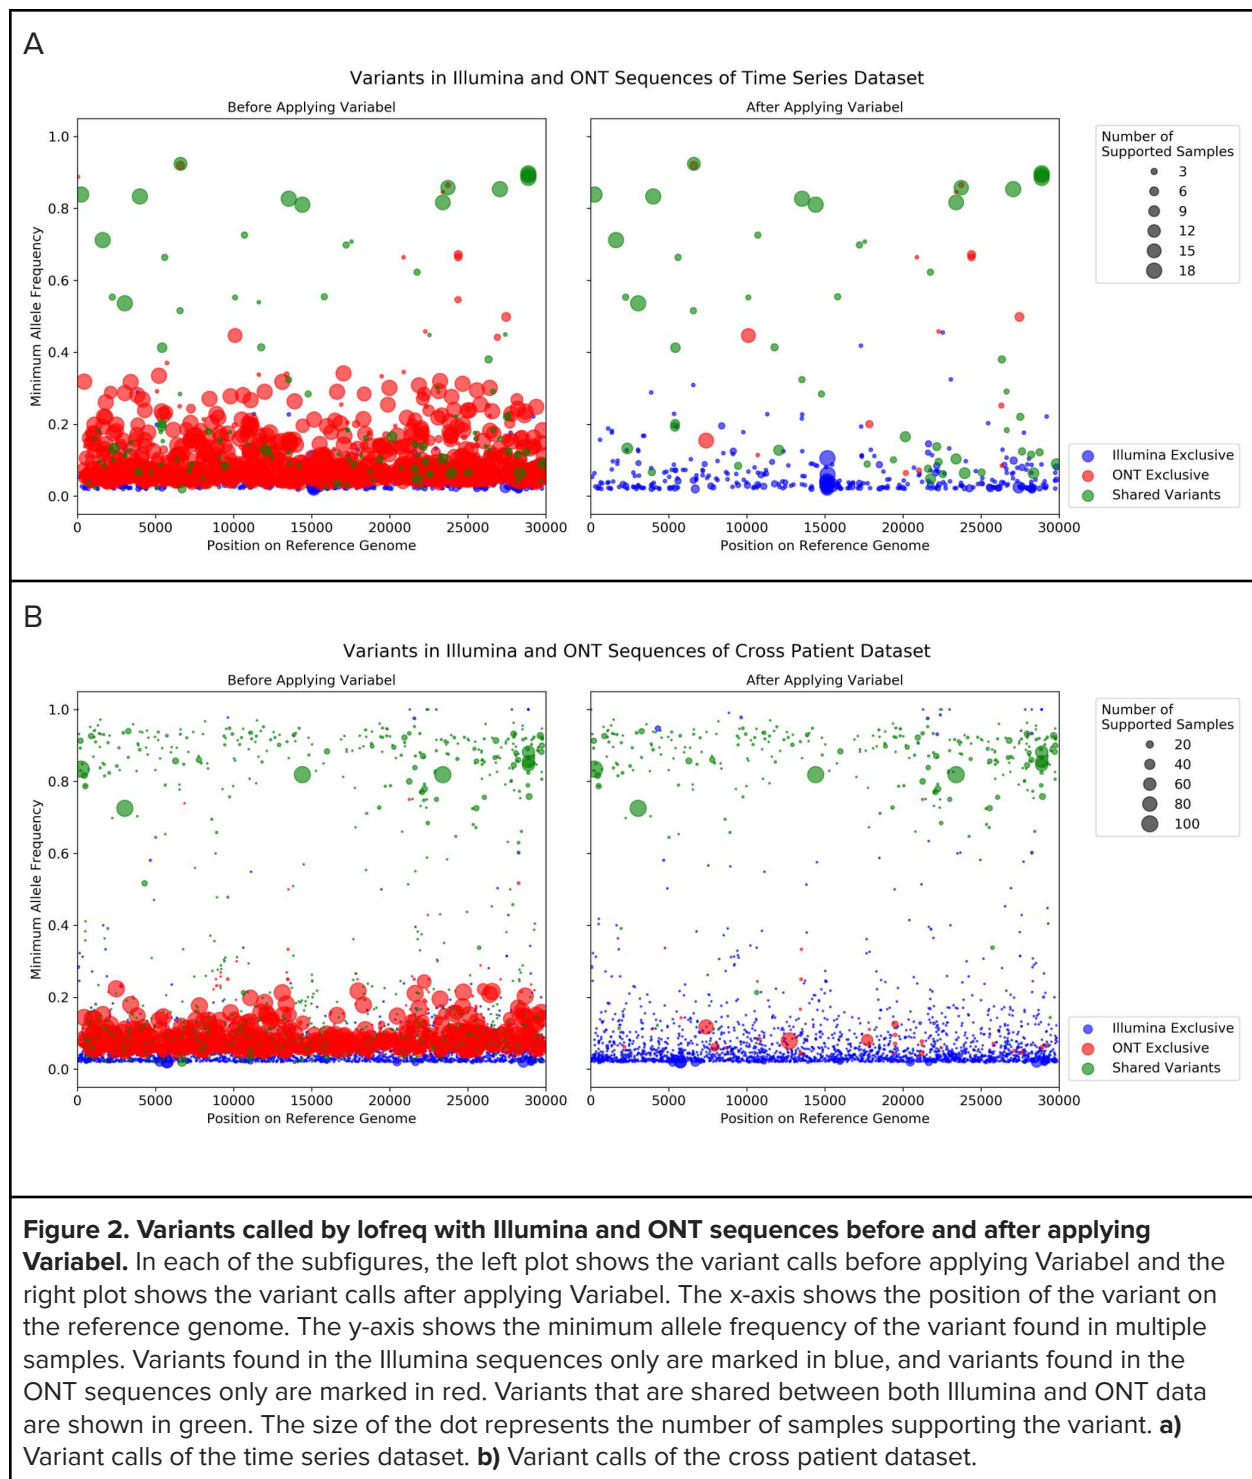 A
Variants in Illumina and ONT Sequences of Time Series Dataset
Before Applying Variabel
After Applying Variabel
Minimum Allele Frequency
1.0
0.8
0.6
0.4
0.2
0.0
0 5000 10000 15000 20000 25000 30000
0 5000 10000 15000 20000 25000 30000
Position on Reference Genome
Position on Reference Genome
Number of
Supported Samples
3
6
9
12
15
18
Illumina Exclusive
ONT Exclusive
Shared Variants
B
Variants in Illumina and ONT Sequences of Cross Patient Dataset
Before Applying Variabel
After Applying Variabel
Minimum Allele Frequency
1.0
0.8
0.6
0.4
0.2
0.0
0 5000 10000 15000 20000 25000 30000
0 5000 10000 15000 20000 25000 30000
Position on Reference Genome
Position on Reference Genome
Number of
Supported Samples
20
40
60
80
100
Illumina Exclusive
ONT Exclusive
Shared Variants
Figure 2. Variants called by lofreq with Illumina and ONT sequences before and after applying
Variabel. In each of the subfigures, the left plot shows the variant calls before applying Variabel and the
right plot shows the variant calls after applying Variabel. The x-axis shows the position of the variant on
the reference genome. The y-axis shows the minimum allele frequency of the variant found in multiple
samples. Variants found in the Illumina sequences only are marked in blue, and variants found in the
ONT sequences only are marked in red. Variants that are shared between both Illumina and ONT data
are shown in green. The size of the dot represents the number of samples supporting the variant. a)
Variant calls of the time series dataset. b) Variant calls of the cross patient dataset.